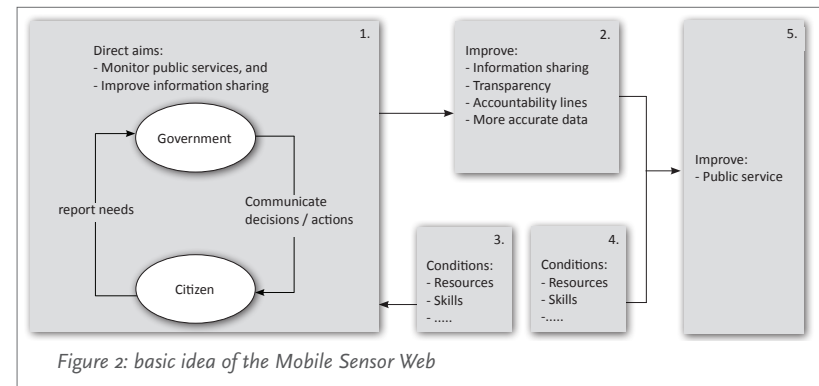 1.
Direct aims:
- Monitor public services, and
- Improve information sharing
Government
report needs
Communicate
decisions / actions
Citizen
2.
Improve:
- Information sharing
- Transparency
- Accountability lines
- More accurate data
3.
Conditions:
- Resources
- Skills
- .....
4.
Conditions:
- Resources
- Skills
-.....
5.
Improve:
- Public service
Figure 2: basic idea of the Mobile Sensor Web